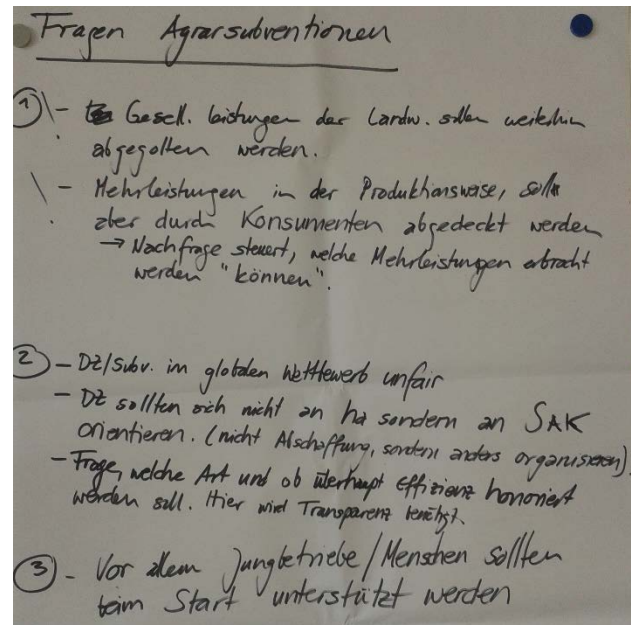 Fragen Agrarsubventionen
① - Gesell. Leistungen der Landw. sollen weiterhin
abgegolten werden.
- Mehrleistungen in der Produktionsweise, sollen
aber durch Konsumenten abgedeckt werden
→ Nachfrage steuert, welche Mehrleistungen erbracht
werden "können".
② - DZ/Subv. im globalen Wettbewerb unfair
- DZ sollten sich nicht an ha sondern an SAK
orientieren. (nicht Abschaffung, sondern anders organisieren)
- Frage, welche Art und ob überhaupt Effizienz honoriert
werden soll. Hier wird Transparenz benötigt.
③ - Vor allem Jungbetriebe/Menschen sollten
beim Start unterstützt werden